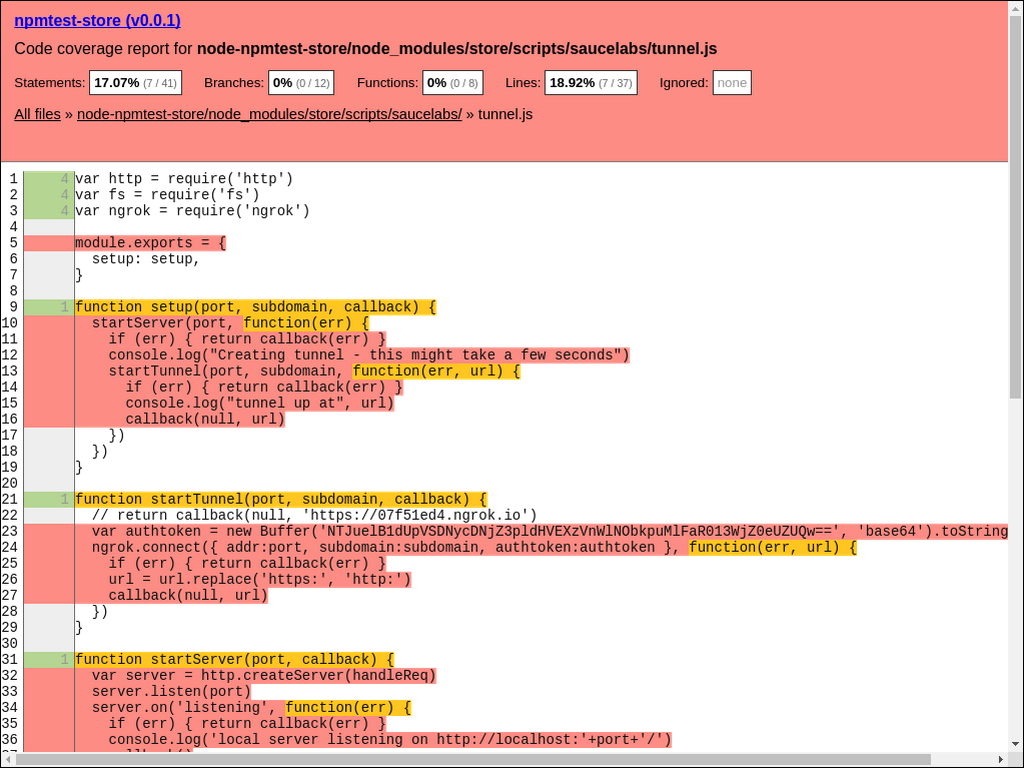 npmtest-store (v0.0.1)
Code coverage report for node-npmtest-store/node_modules/store/scripts/saucelabs/tunnel.js
Statements: 17.07% (7 / 41) Branches: 0% (0 / 12) Functions: 0% (0 / 8) Lines: 18.92% (7 / 37) Ignored: none
All files » node-npmtest-store/node_modules/store/scripts/saucelabs/ » tunnel.js
1 4 var http = require('http')
2 4 var fs = require('fs')
3 4 var ngrok = require('ngrok')
4
5 module.exports = {
6 setup: setup,
7 }
8
9 1 function setup(port, subdomain, callback) {
10 startServer(port, function(err) {
11 if (err) { return callback(err) }
12 console.log("Creating tunnel - this might take a few seconds")
13 startTunnel(port, subdomain, function(err, url) {
14 if (err) { return callback(err) }
15 console.log("tunnel up at", url)
16 callback(null, url)
17 })
18 })
19 }
20
21 1 function startTunnel(port, subdomain, callback) {
22 // return callback(null, 'https://07f51ed4.ngrok.io')
23 var authtoken = new Buffer('NTJuelB1dUpVSDNycDNjZ3pldHVEXzVnWlNObkpuMlFaR013WjZ0eUZUQw==', 'base64').toString
24 ngrok.connect({ addr:port, subdomain:subdomain, authtoken:authtoken }, function(err, url) {
25 if (err) { return callback(err) }
26 url = url.replace('https:', 'http:')
27 callback(null, url)
28 })
29 }
30
31 1 function startServer(port, callback) {
32 var server = http.createServer(handleReq)
33 server.listen(port)
34 server.on('listening', function(err) {
35 if (err) { return callback(err) }
36 console.log('local server listening on http://localhost:'+port+'/')